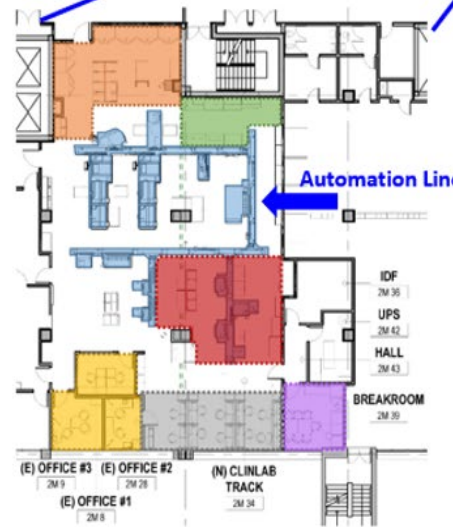 Automation Line
IDF
2M 36
UPS
2M 42
HALL
2M 43
BREAKROOM
2M 39
(E) OFFICE #3
2M 9
(E) OFFICE #2
2M 28
(E) OFFICE #1
2M 8
(N) CLINLAB
TRACK
2M 34